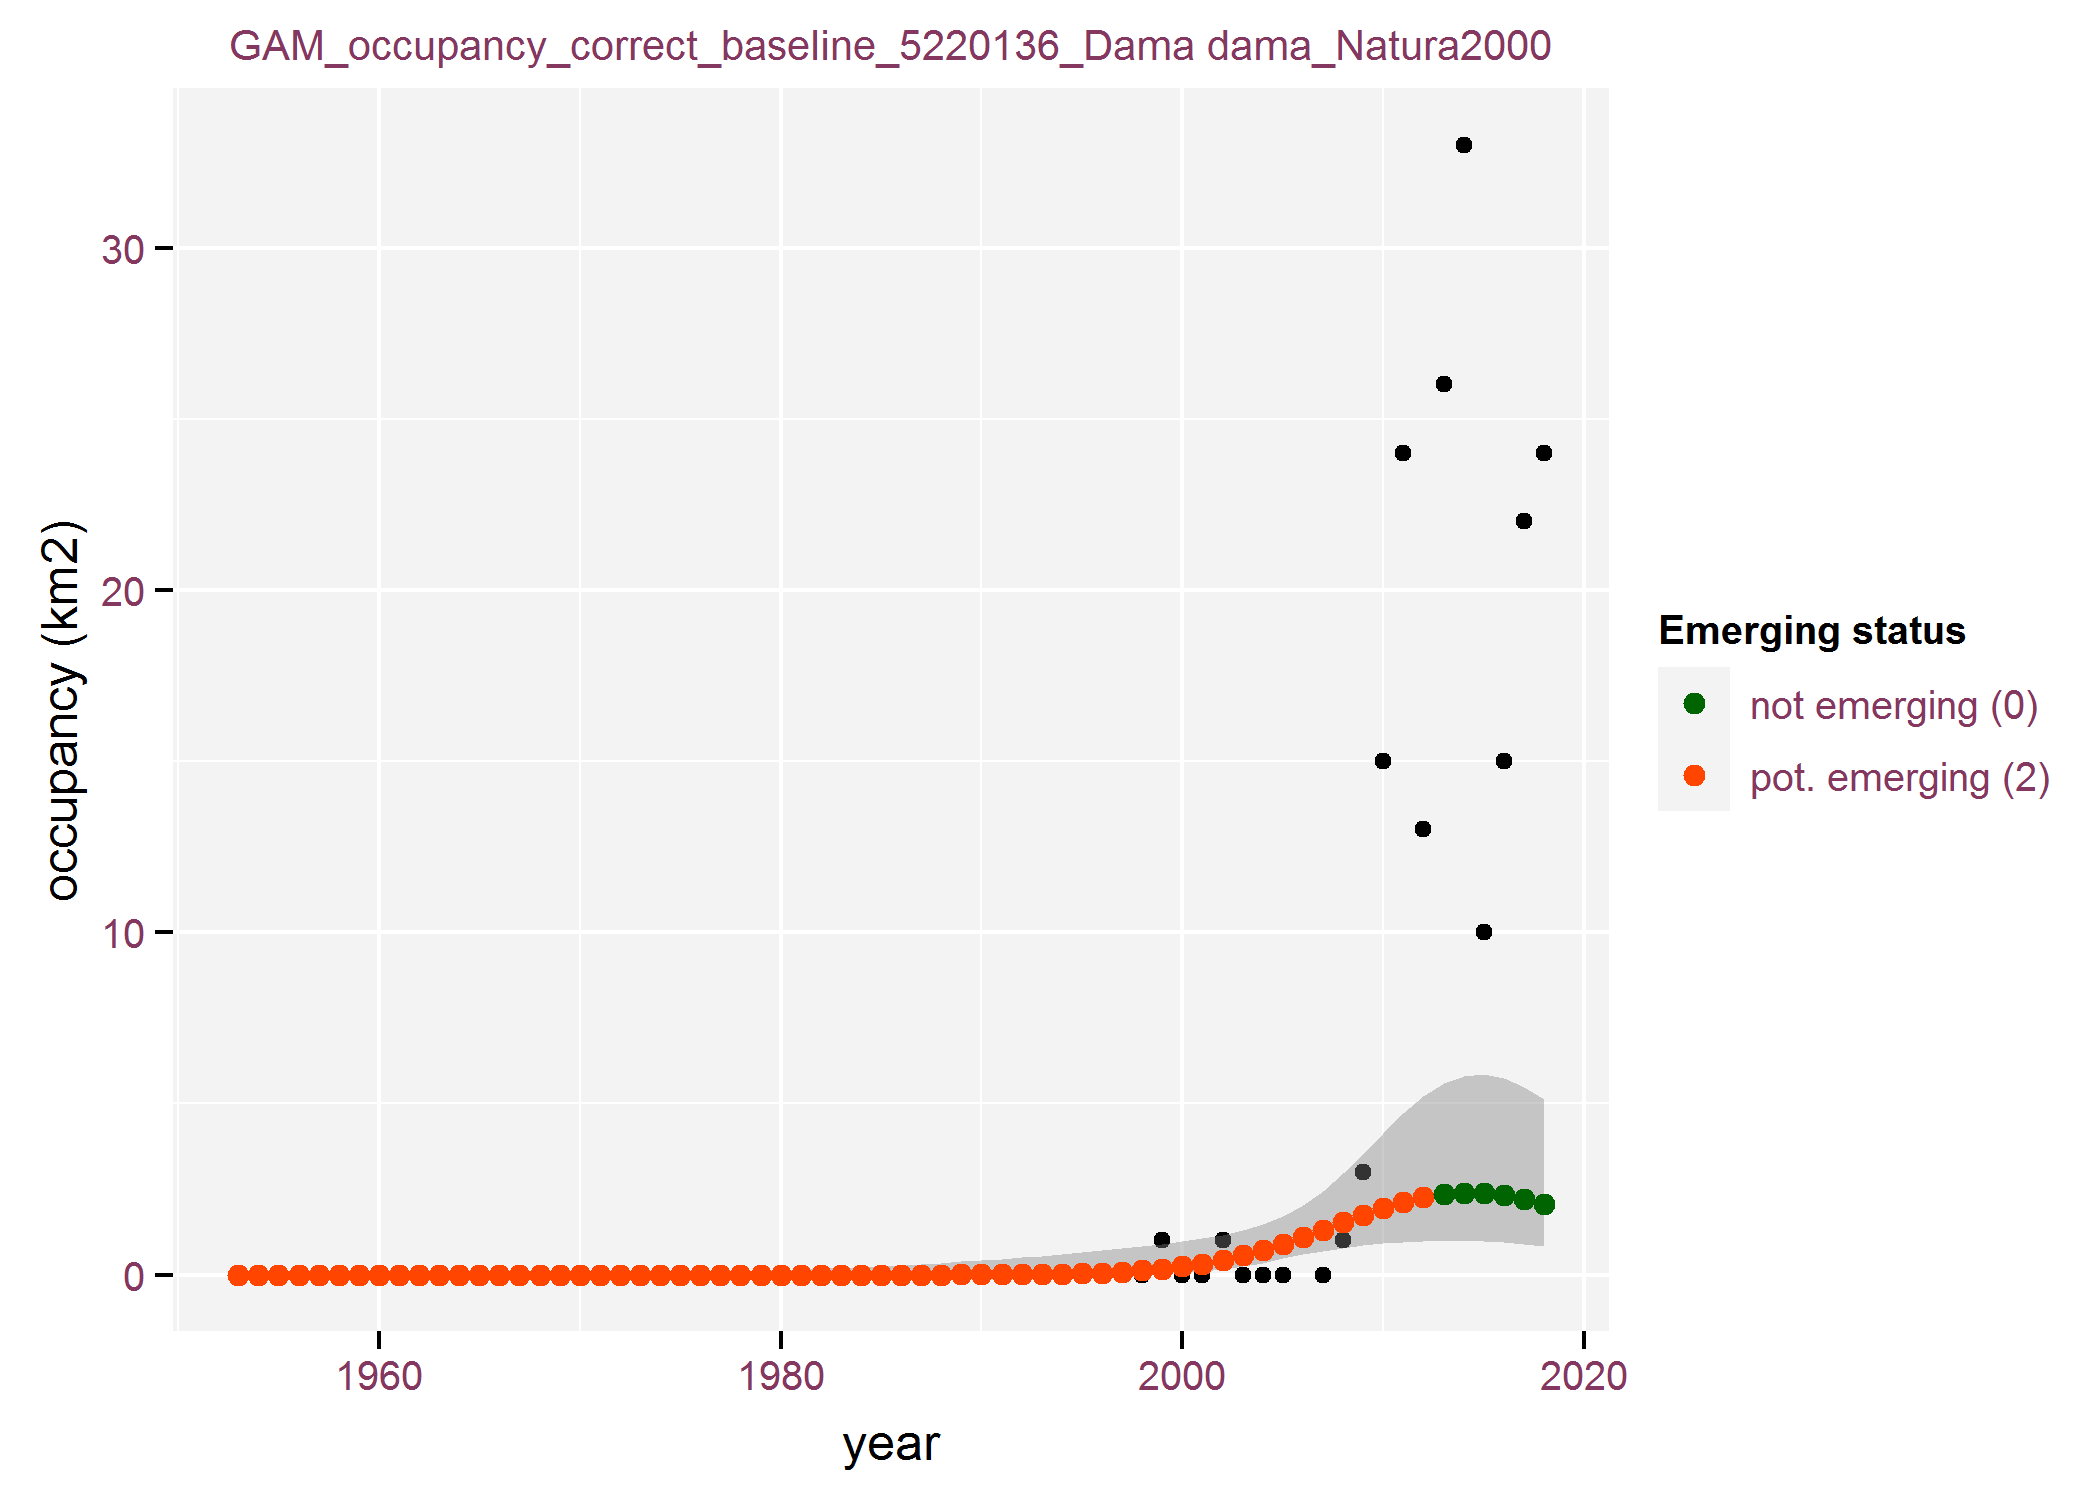 GAM_occupancy_correct_baseline_5220136_Dama dama_Natura2000
30
20
10
0
occupancy (km2)
1960
1980
2000
2020
year
Emerging status
not emerging (0)
pot. emerging (2)